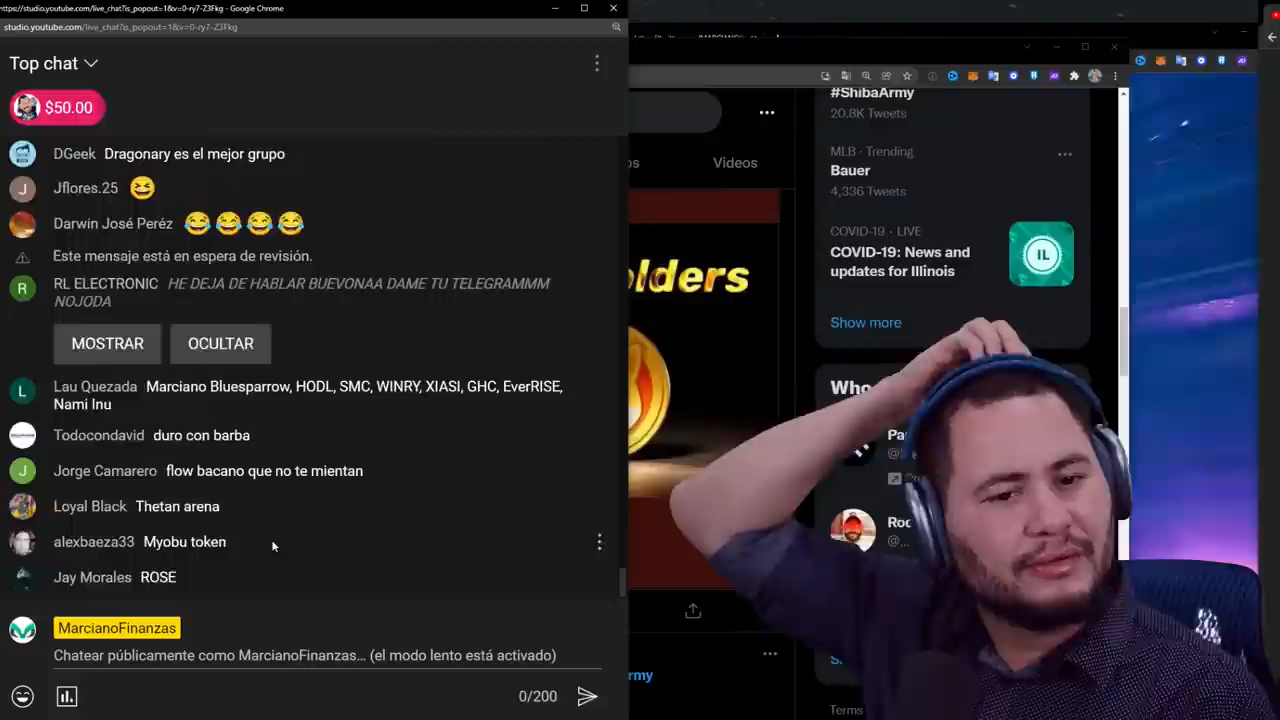 https://studio.youtube.com/live_chat?is_popout=1&v=0-ry7-Z3Fkg - Google Chrome
studio.youtube.com/live_chat?is_popout=1&v=0-ry7-Z3Fkg
Top chat
$50.00
DGeek Dragonary es el mejor grupo
J Jflores.25
Darwin José Peréz
Este mensaje está en espera de revisión.
R RL ELECTRONIC HE DEJA DE HABLAR BUEVONAA DAME TU TELEGRAMMM
NOJODA
MOSTRAR OCULTAR
L Lau Quezada Marciano Bluesparrow, HODL, SMC, WINRY, XIASI, GHC, EverRISE,
Nami Inu
Todocondavid duro con barba
J Jorge Camarero flow bacano que no te mientan
Loyal Black Thetan arena
alexbaeza33 Myobu token
Jay Morales ROSE
MarcianoFinanzas
Chatear públicamente como MarcianoFinanzas... (el modo lento está activado)
0/200
Videos
#ShibaArmy
20.8K Tweets
MLB · Trending
Bauer
4,336 Tweets
COVID-19 · LIVE
COVID-19: News and
updates for Illinois
IL
Show more
Who
Terms